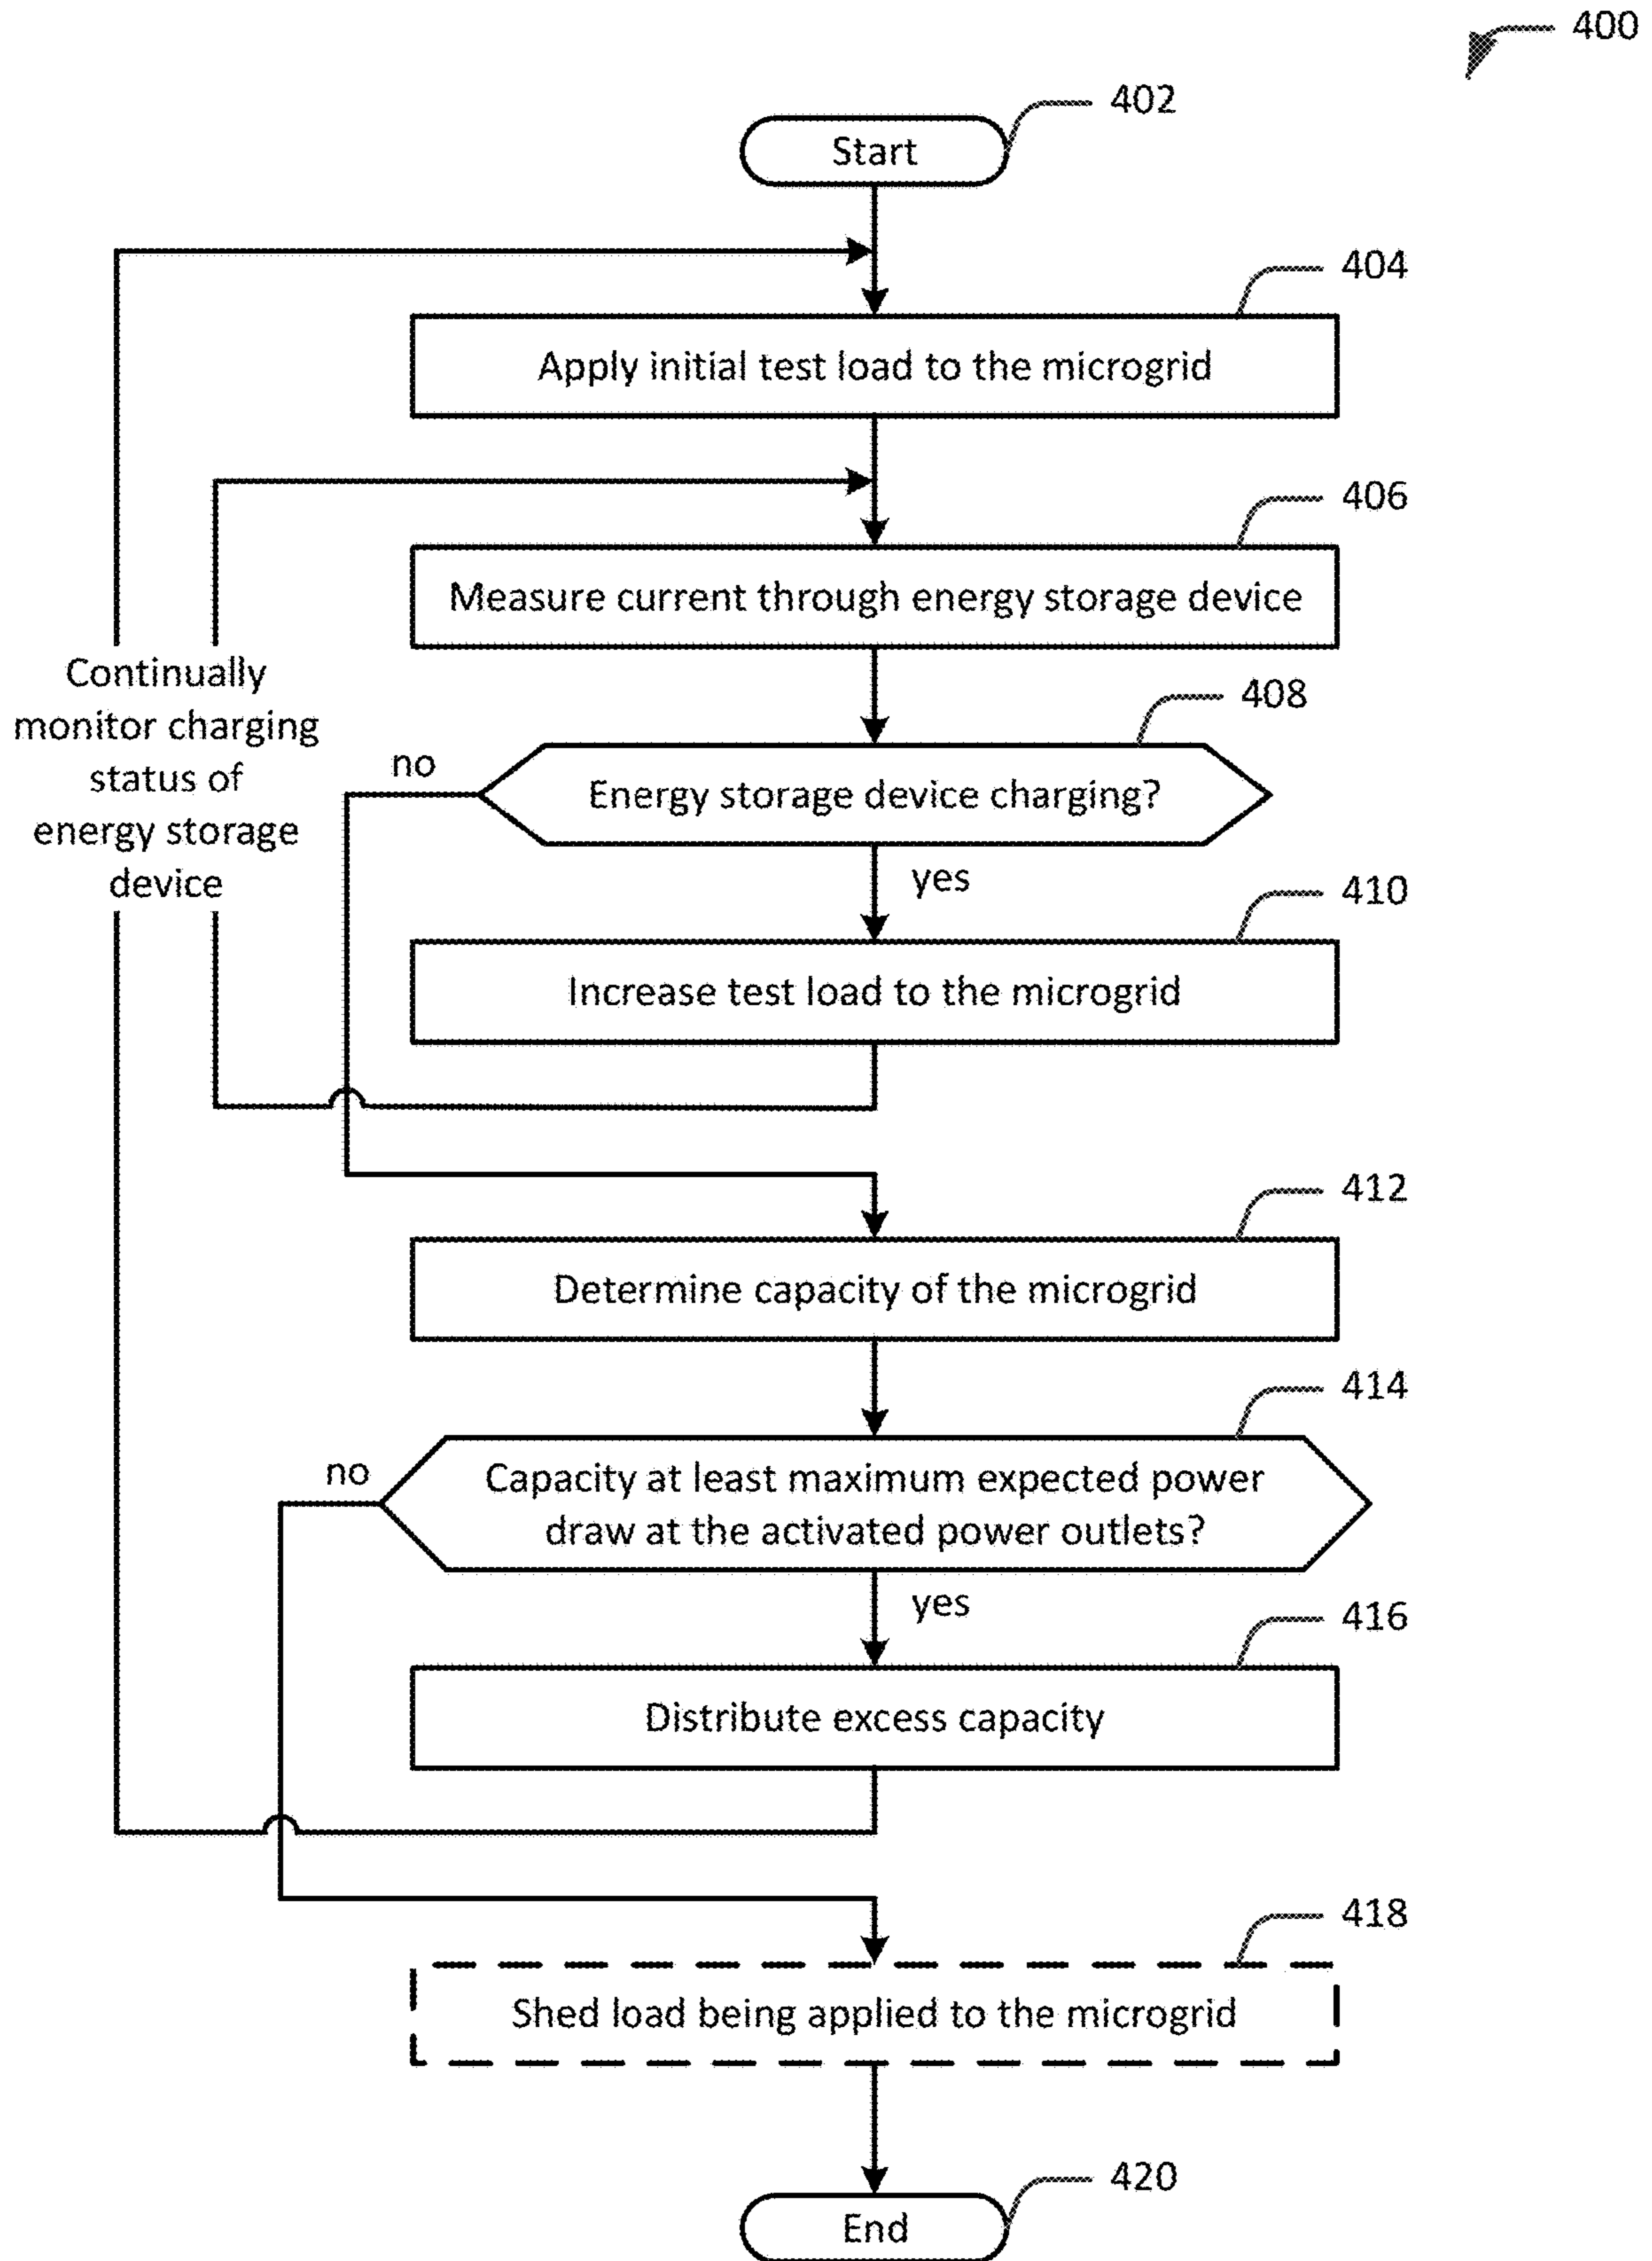 400
402
Start
404
Apply initial test load to the microgrid
406
Measure current through energy storage device
Continually
monitor charging
status of
energy storage
device
408
no
Energy storage device charging?
yes
410
Increase test load to the microgrid
412
Determine capacity of the microgrid
414
no
Capacity at least maximum expected power
draw at the activated power outlets?
yes
416
Distribute excess capacity
418
Shed load being applied to the microgrid
420
End